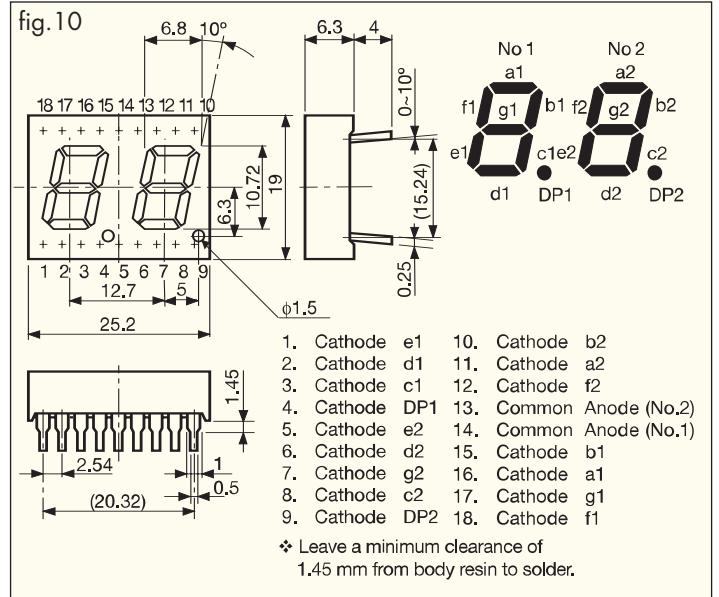 fig.10
6.8 10°
6.3 4
No 1 No 2
a1 a2
0~10°
f1 g1 b1 f2 g2 b2
18 17 16 15 14 13 12 11 10
e1 c1 e2 c2
10.72
19
(15.24)
d1 DP1 d2 DP2
6.3
0.25
1 2 3 4 5 6 7 8 9
12.7 5
φ1.5
25.2
1. Cathode e1 10. Cathode b2
2. Cathode d1 11. Cathode a2
3. Cathode c1 12. Cathode f2
4. Cathode DP1 13. Common Anode (No.2)
5. Cathode e2 14. Common Anode (No.1)
6. Cathode d2 15. Cathode b1
7. Cathode g2 16. Cathode a1
8. Cathode c2 17. Cathode g1
9. Cathode DP2 18. Cathode f1
1.45
2.54 1
0.5
(20.32)
❖ Leave a minimum clearance of
1.45 mm from body resin to solder.